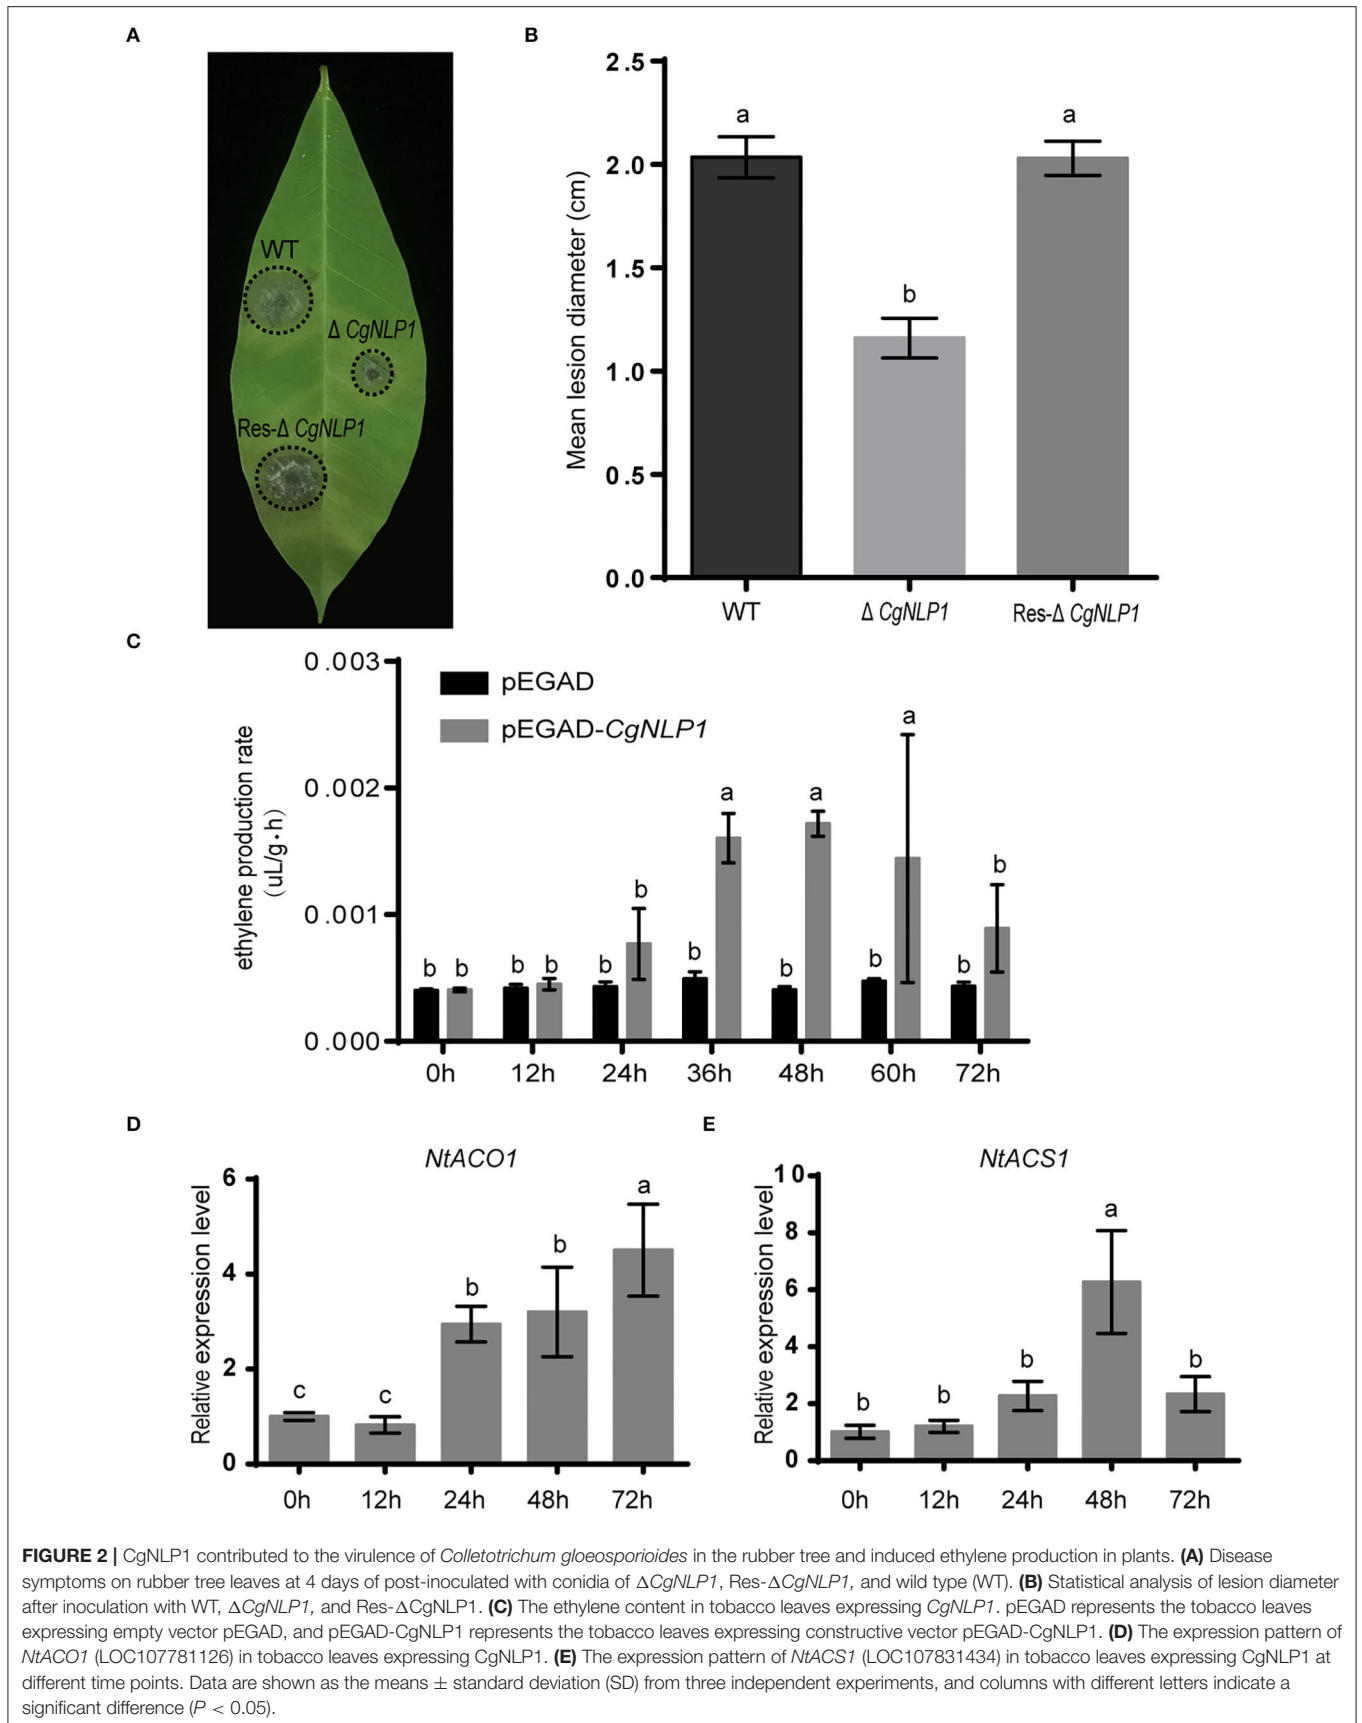 A
WT
Δ CgNLP1
Res-Δ CgNLP1
B
Mean lesion diameter (cm)
2.5
2.0
1.5
1.0
0.5
0.0
a
b
a
WT
Δ CgNLP1
Res-Δ CgNLP1
C
ethylene production rate
(uL/g·h)
0.003
0.002
0.001
0.000
pEGAD
pEGAD-CgNLP1
b b b b b b b a b a b a b b
0h 12h 24h 36h 48h 60h 72h
D
NtACO1
Relative expression level
6
4
2
0
c c b b a
0h 12h 24h 48h 72h
E
NtACS1
Relative expression level
10
8
6
4
2
0
b b b a b
0h 12h 24h 48h 72h
FIGURE 2 | CgNLP1 contributed to the virulence of Colletotrichum gloeosporioides in the rubber tree and induced ethylene production in plants. (A) Disease
symptoms on rubber tree leaves at 4 days of post-inoculated with conidia of ΔCgNLP1, Res-ΔCgNLP1, and wild type (WT). (B) Statistical analysis of lesion diameter
after inoculation with WT, ΔCgNLP1, and Res-ΔCgNLP1. (C) The ethylene content in tobacco leaves expressing CgNLP1. pEGAD represents the tobacco leaves
expressing empty vector pEGAD, and pEGAD-CgNLP1 represents the tobacco leaves expressing constructive vector pEGAD-CgNLP1. (D) The expression pattern of
NtACO1 (LOC107781126) in tobacco leaves expressing CgNLP1. (E) The expression pattern of NtACS1 (LOC107831434) in tobacco leaves expressing CgNLP1 at
different time points. Data are shown as the means ± standard deviation (SD) from three independent experiments, and columns with different letters indicate a
significant difference (P < 0.05).